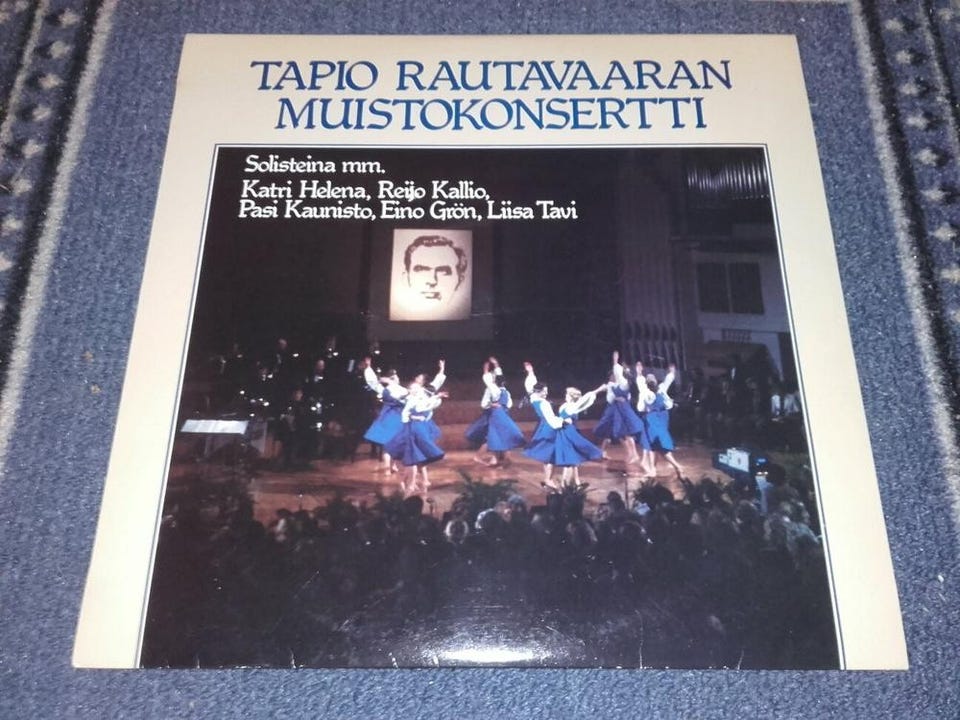 TAPIO RAUTAVAARAN
MUISTOKONSERTTI
Solisteina mm.
Katri Helena, Reijo Kallio,
Pasi Kaunisto, Eino Grön, Liisa Tavi